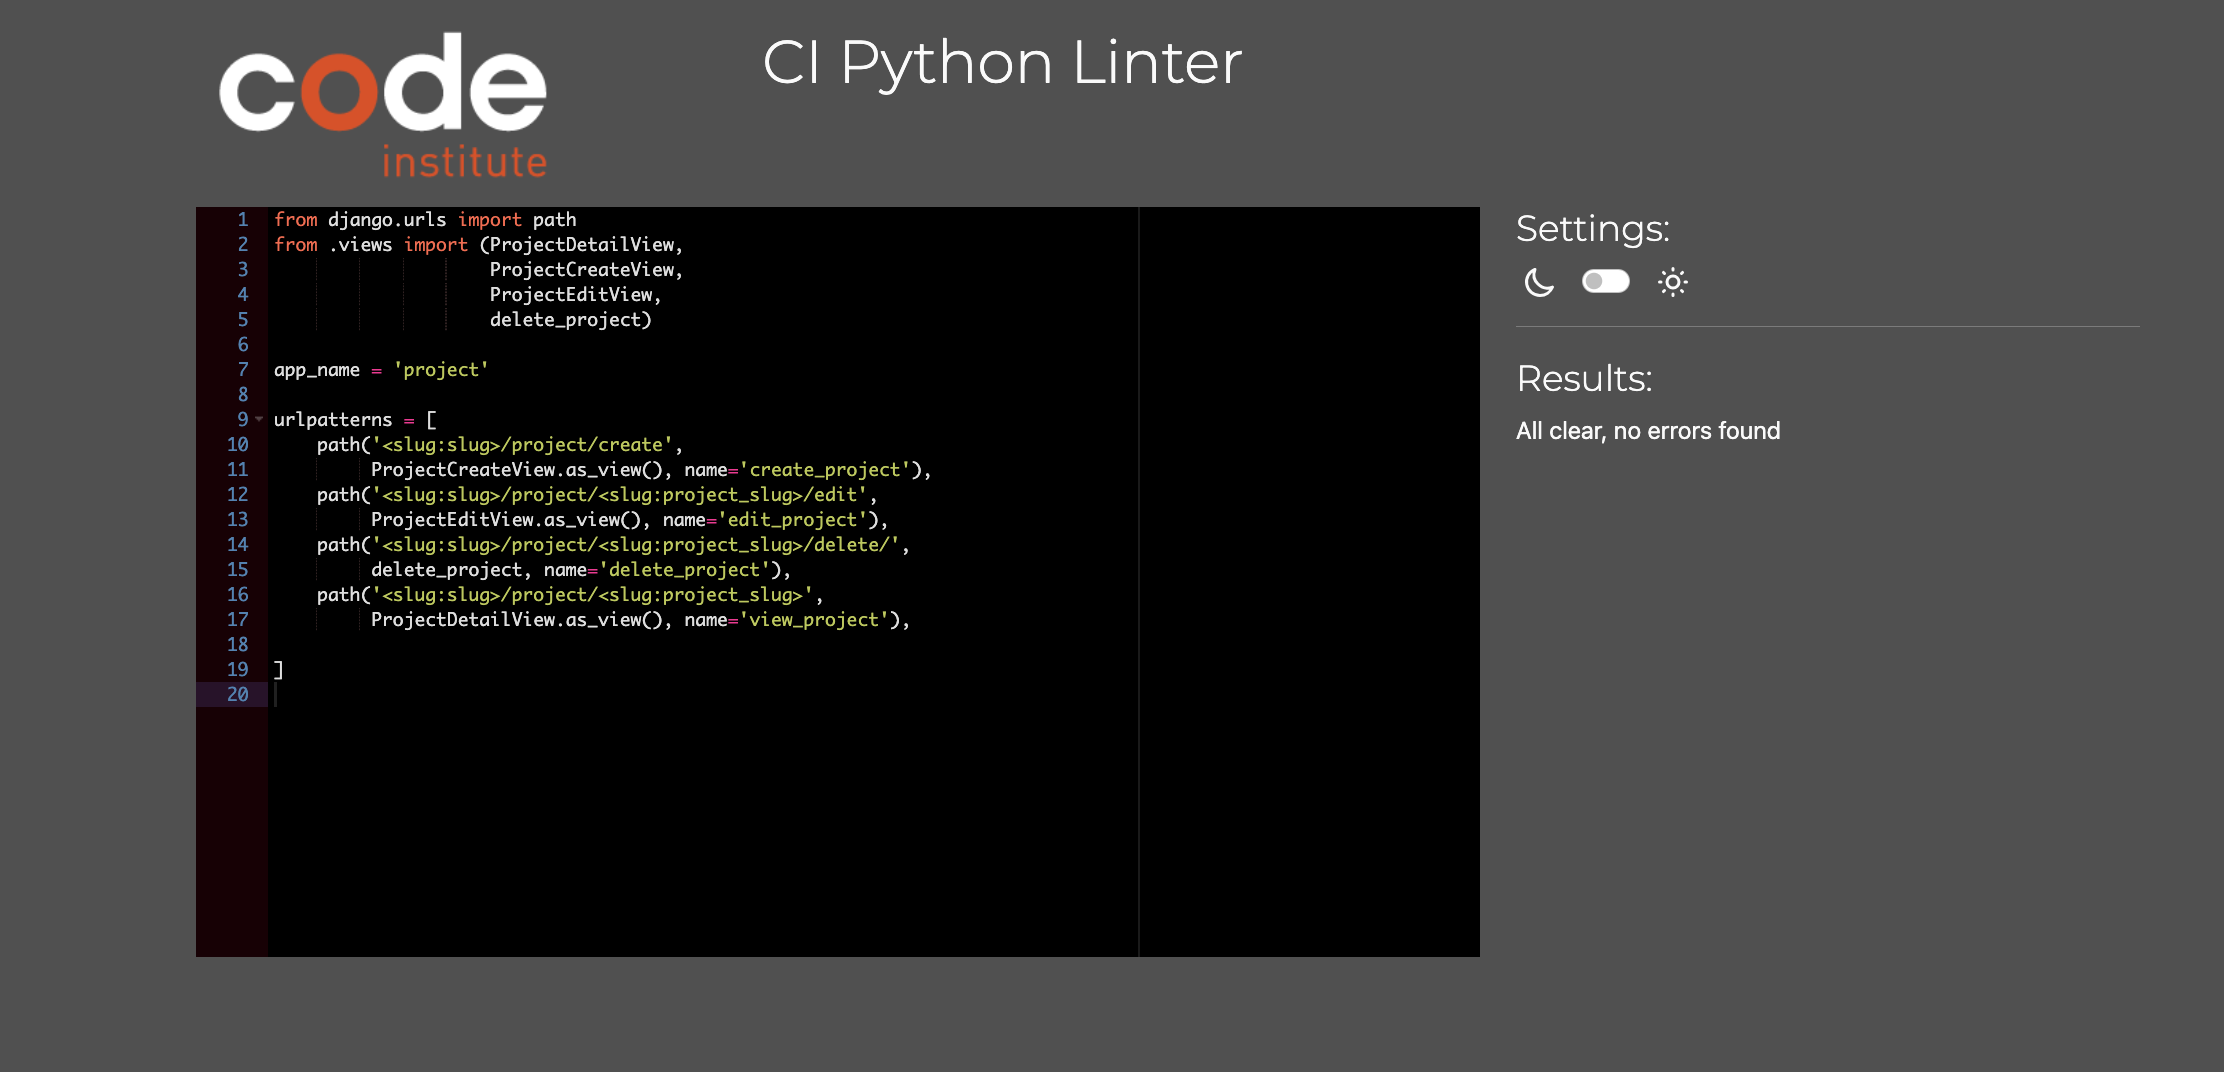 code
institute
CI Python Linter
1 from django.urls import path
2 from .views import (ProjectDetailView,
3                     ProjectCreateView,
4                     ProjectEditView,
5                     delete_project)
6
7 app_name = 'project'
8
9 urlpatterns = [
10     path('<slug:slug>/project/create',
11          ProjectCreateView.as_view(), name='create_project'),
12     path('<slug:slug>/project/<slug:project_slug>/edit',
13          ProjectEditView.as_view(), name='edit_project'),
14     path('<slug:slug>/project/<slug:project_slug>/delete/',
15          delete_project, name='delete_project'),
16     path('<slug:slug>/project/<slug:project_slug>',
17          ProjectDetailView.as_view(), name='view_project'),
18
19 ]
20
Settings:
Results:
All clear, no errors found